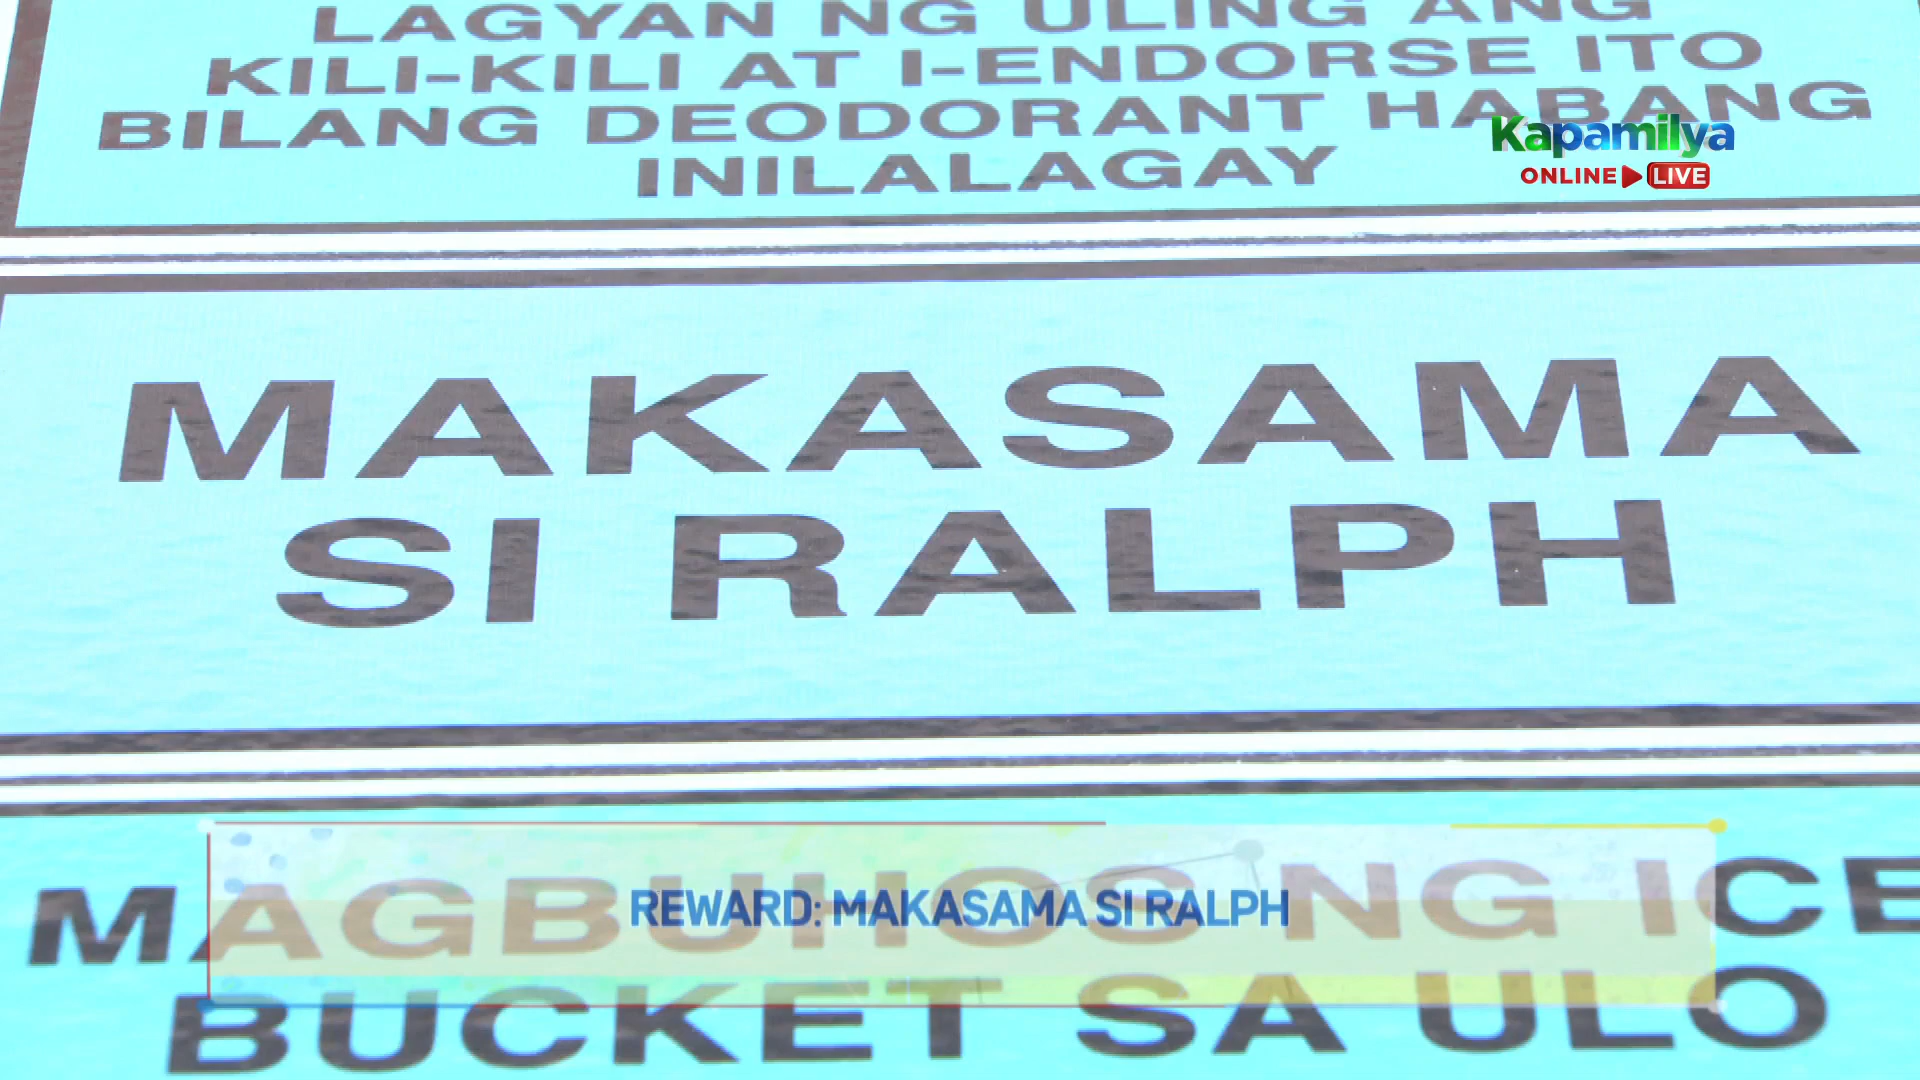 LAGYAN NG ULING ANG
KILI-KILI AT I-ENDORSE ITO
BILANG DEODORANT HABANG
INILALAGAY
Kapamilya
ONLINE LIVE
MAKASAMA
SI RALPH
MAGBUHOS NG ICE
REWARD: MAKASAMA SI RALPH
BUCKET SA ULO